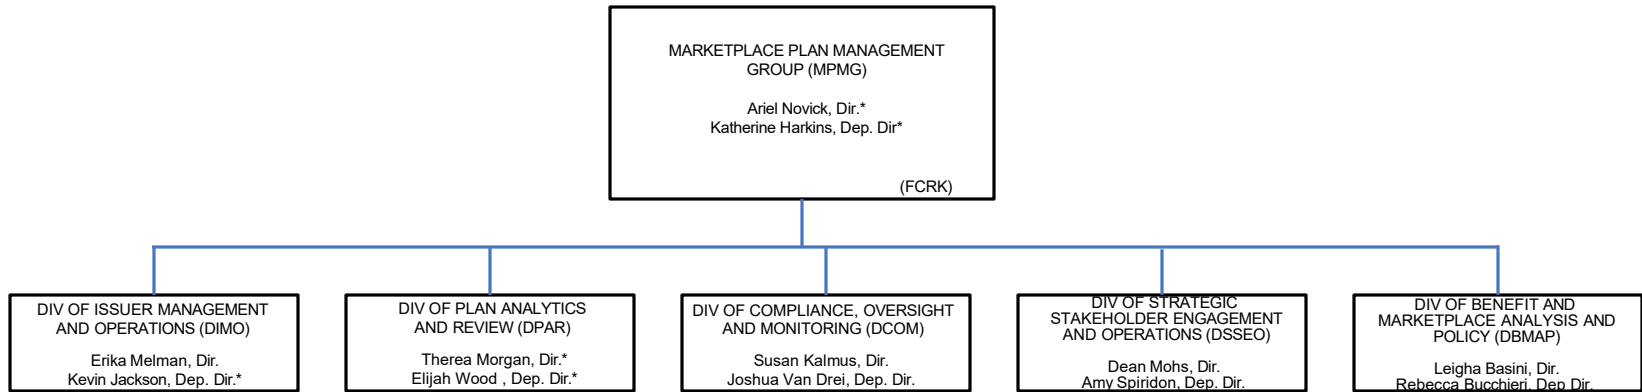 MARKETPLACE PLAN MANAGEMENT
GROUP (MPMG)
Ariel Novick, Dir.*
Katherine Harkins, Dep. Dir*
(FCRK)
DIV OF ISSUER MANAGEMENT
AND OPERATIONS (DIMO)
Erika Melman, Dir.
Kevin Jackson, Dep. Dir.*
DIV OF PLAN ANALYTICS
AND REVIEW (DPAR)
Therea Morgan, Dir.*
Elijah Wood , Dep. Dir.*
DIV OF COMPLIANCE, OVERSIGHT
AND MONITORING (DCOM)
Susan Kalmus, Dir.
Joshua Van Drei, Dep. Dir.
DIV OF STRATEGIC
STAKEHOLDER ENGAGEMENT
AND OPERATIONS (DSSEO)
Dean Mohs, Dir.
Amy Spiridon, Dep. Dir.
DIV OF BENEFIT AND
MARKETPLACE ANALYSIS AND
POLICY (DBMAP)
Leigha Basini, Dir.
Rebecca Bucchieri, Dep Dir.